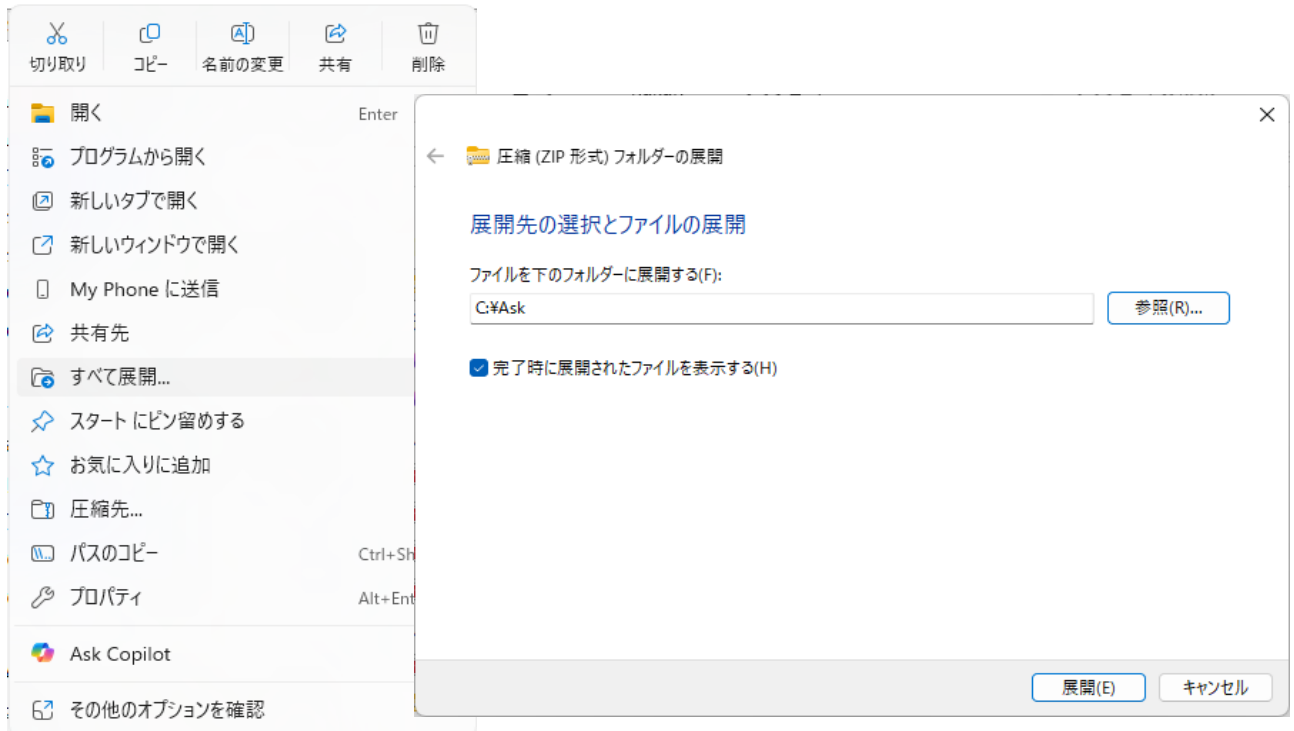 切り取り
コピー
名前の変更
共有
削除
開く Enter
プログラムから開く
新しいタブで開く
新しいウィンドウで開く
My Phone に送信
共有先
すべて展開...
スタート にピン留めする
お気に入りに追加
圧縮先...
パスのコピー Ctrl+Sh
プロパティ Alt+Ent
Ask Copilot
その他のオプションを確認
圧縮 (ZIP 形式) フォルダーの展開
展開先の選択とファイルの展開
ファイルを下のフォルダーに展開する(F):
C:¥Ask
参照(R)...
完了時に展開されたファイルを表示する(H)
展開(E)
キャンセル